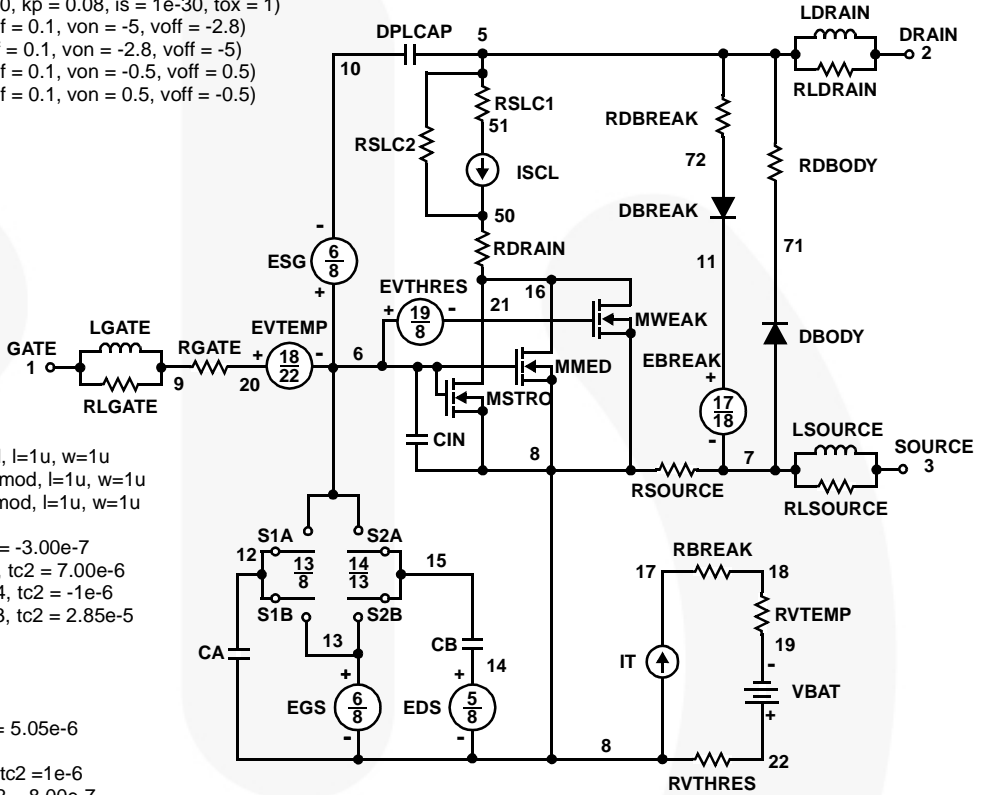 0, kp = 0.08, is = 1e-30, tox = 1)
f = 0.1, von = -5, voff = -2.8)
f = 0.1, von = -2.8, voff = -5)
f = 0.1, von = -0.5, voff = 0.5)
f = 0.1, von = 0.5, voff = -0.5)
DPLCAP
5
10
LDRAIN
DRAIN
2
RLDRAIN
RSLC1
51
RSLC2
ISCL
50
RDRAIN
RDBREAK
72
DBREAK
11
RDBODY
71
DBODY
ESG
6
8
-
+
EVTHRES
+
19
8
-
21
16
MWEAK
MMED
MSTRO
EBREAK
+
17
18
-
GATE
1
LGATE
RLGATE
9
RGATE
20
EVTEMP
+
18
22
-
6
CIN
8
RSOURCE
7
LSOURCE
SOURCE
3
RLSOURCE
, l=1u, w=1u
mod, l=1u, w=1u
mod, l=1u, w=1u
= -3.00e-7
, tc2 = 7.00e-6
4, tc2 = -1e-6
3, tc2 = 2.85e-5
= 5.05e-6
tc2 =1e-6
S1A
S2A
12
13
8
14
13
15
S1B
S2B
13
CA
CB
14
+
EGS
6
8
-
+
EDS
5
8
-
8
17
RBREAK
18
RVTEMP
19
IT
-
VBAT
+
22
RVTHRES